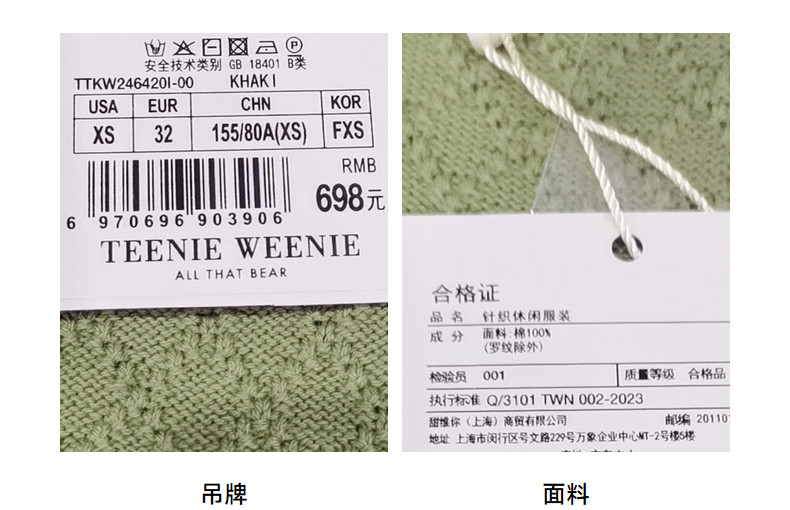 安全技术类别 GB 18401 B类
TTKW246420I-00 KHAKI
USA EUR CHN KOR
XS 32 155/80A(XS) FXS
RMB
698元
6 970696 903906
TEENIE WEENIE
ALL THAT BEAR
吊牌
合格证
品名 针织休闲服装
成分 面料:棉100%
(罗纹除外)
检验员 001 质量等级 合格品
执行标准 Q/3101 TWN 002-2023
甜维你(上海)商贸有限公司 邮编 20110
地址 上海市闵行区号文路229号万象企业中心MT-2号楼5楼
面料